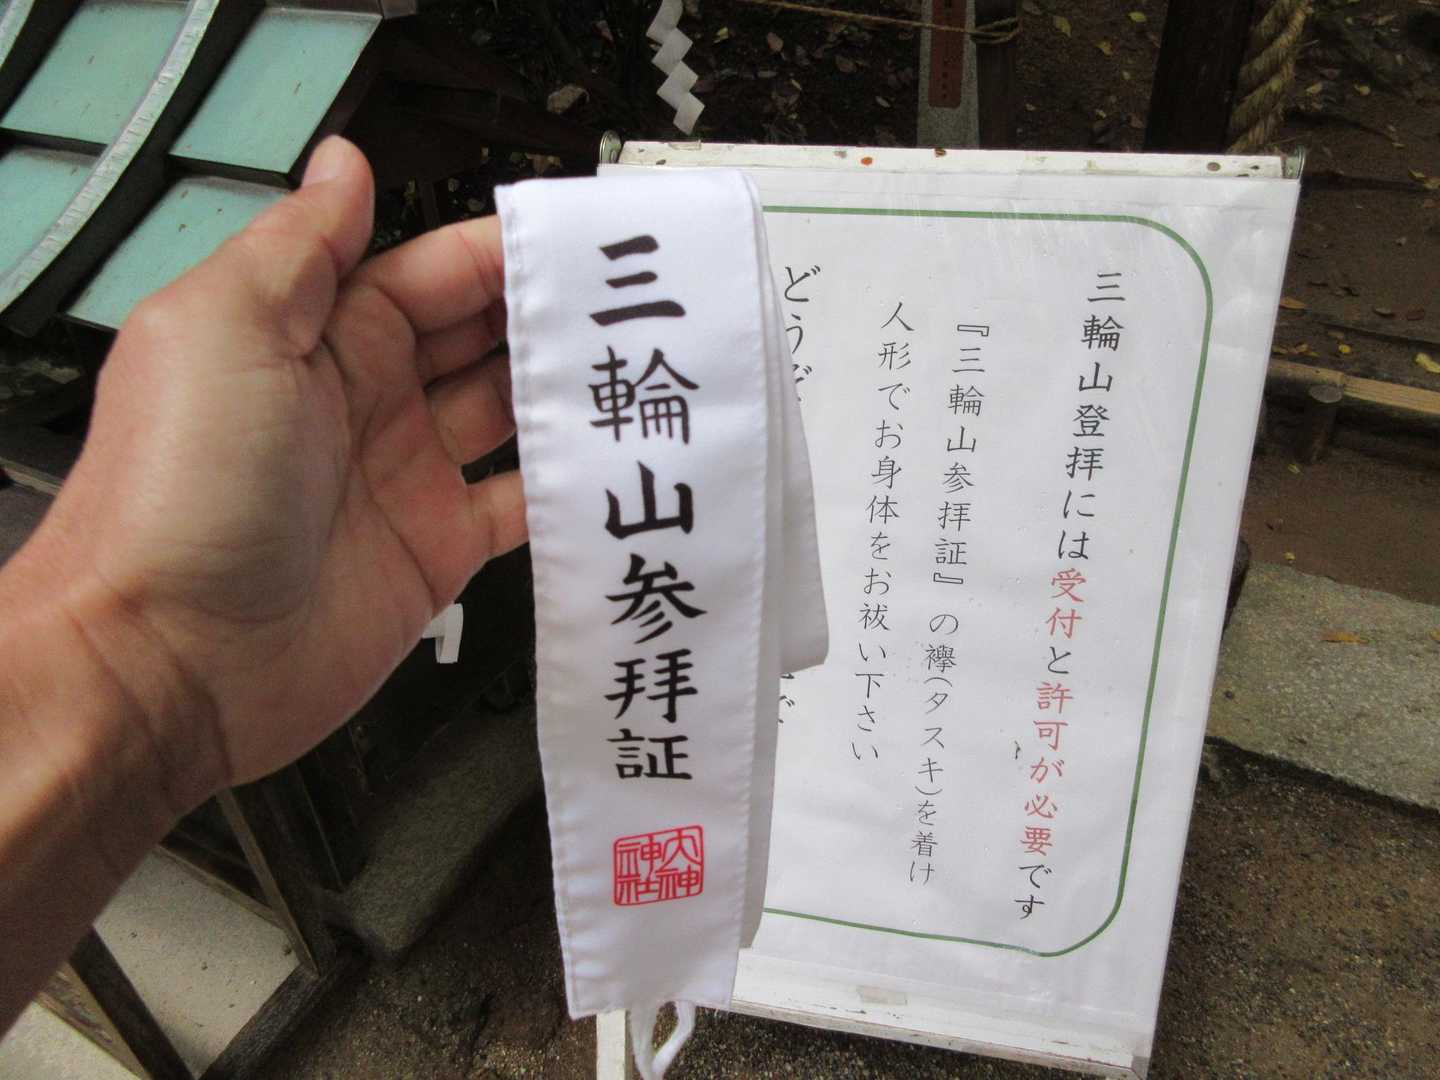 三輪山参拝証
大神
神社
三輪山登拝には受付と許可が必要です
『三輪山参拝証』の襷(タスキ)を着け
人形でお身体をお祓い下さい
どうぞ